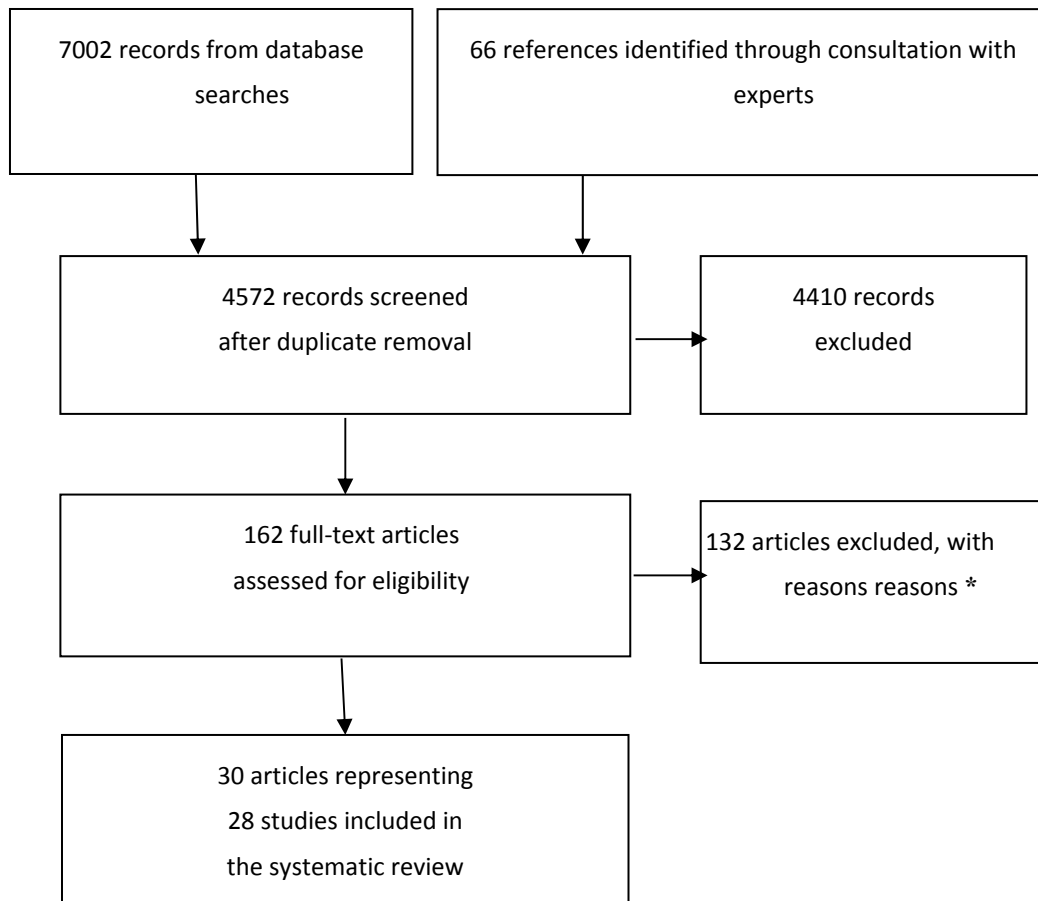 7002 records from database
searches
66 references identified through consultation with
experts
4572 records screened
after duplicate removal
4410 records
excluded
162 full-text articles
assessed for eligibility
132 articles excluded, with
reasons reasons *
30 articles representing
28 studies included in
the systematic review